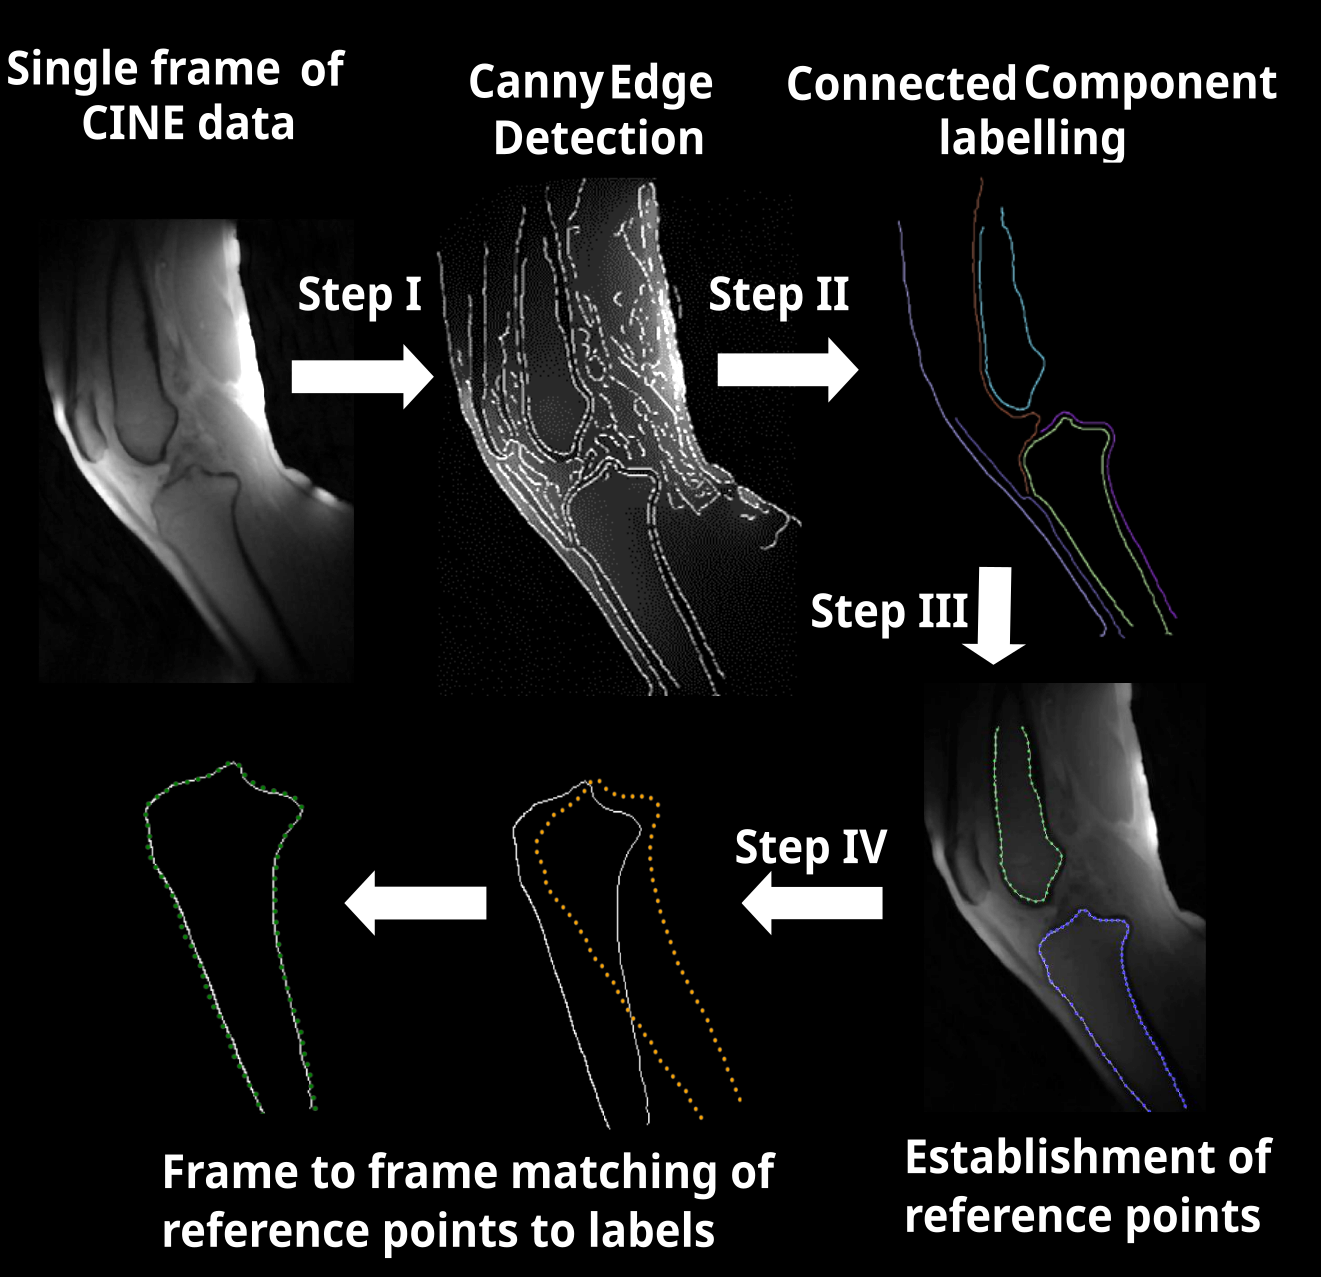 Single frame of
CINE data
Canny Edge
Detection
Connected Component
labelling
Step I
Step II
Step III
Step IV
Establishment of
reference points
Frame to frame matching of
reference points to labels